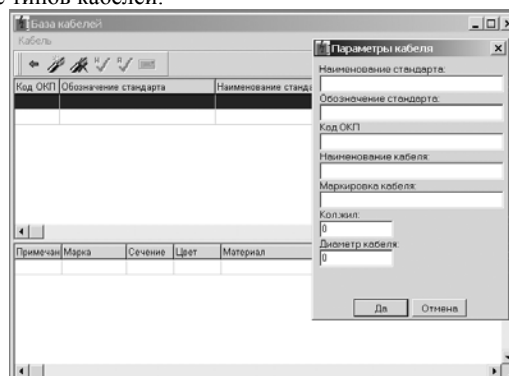 е типов кабелей.
База кабелей
Кабель
Код ОКП Обозначение стандарта Наименование станда
Примечан Марка Сечение Цвет Материал
Параметры кабеля
Наименование стандарта:
Обозначение стандарта:
Код ОКП
Наименование кабеля:
Маркировка кабеля:
Кол.жил:
0
Диаметр кабеля:
0
Да Отмена